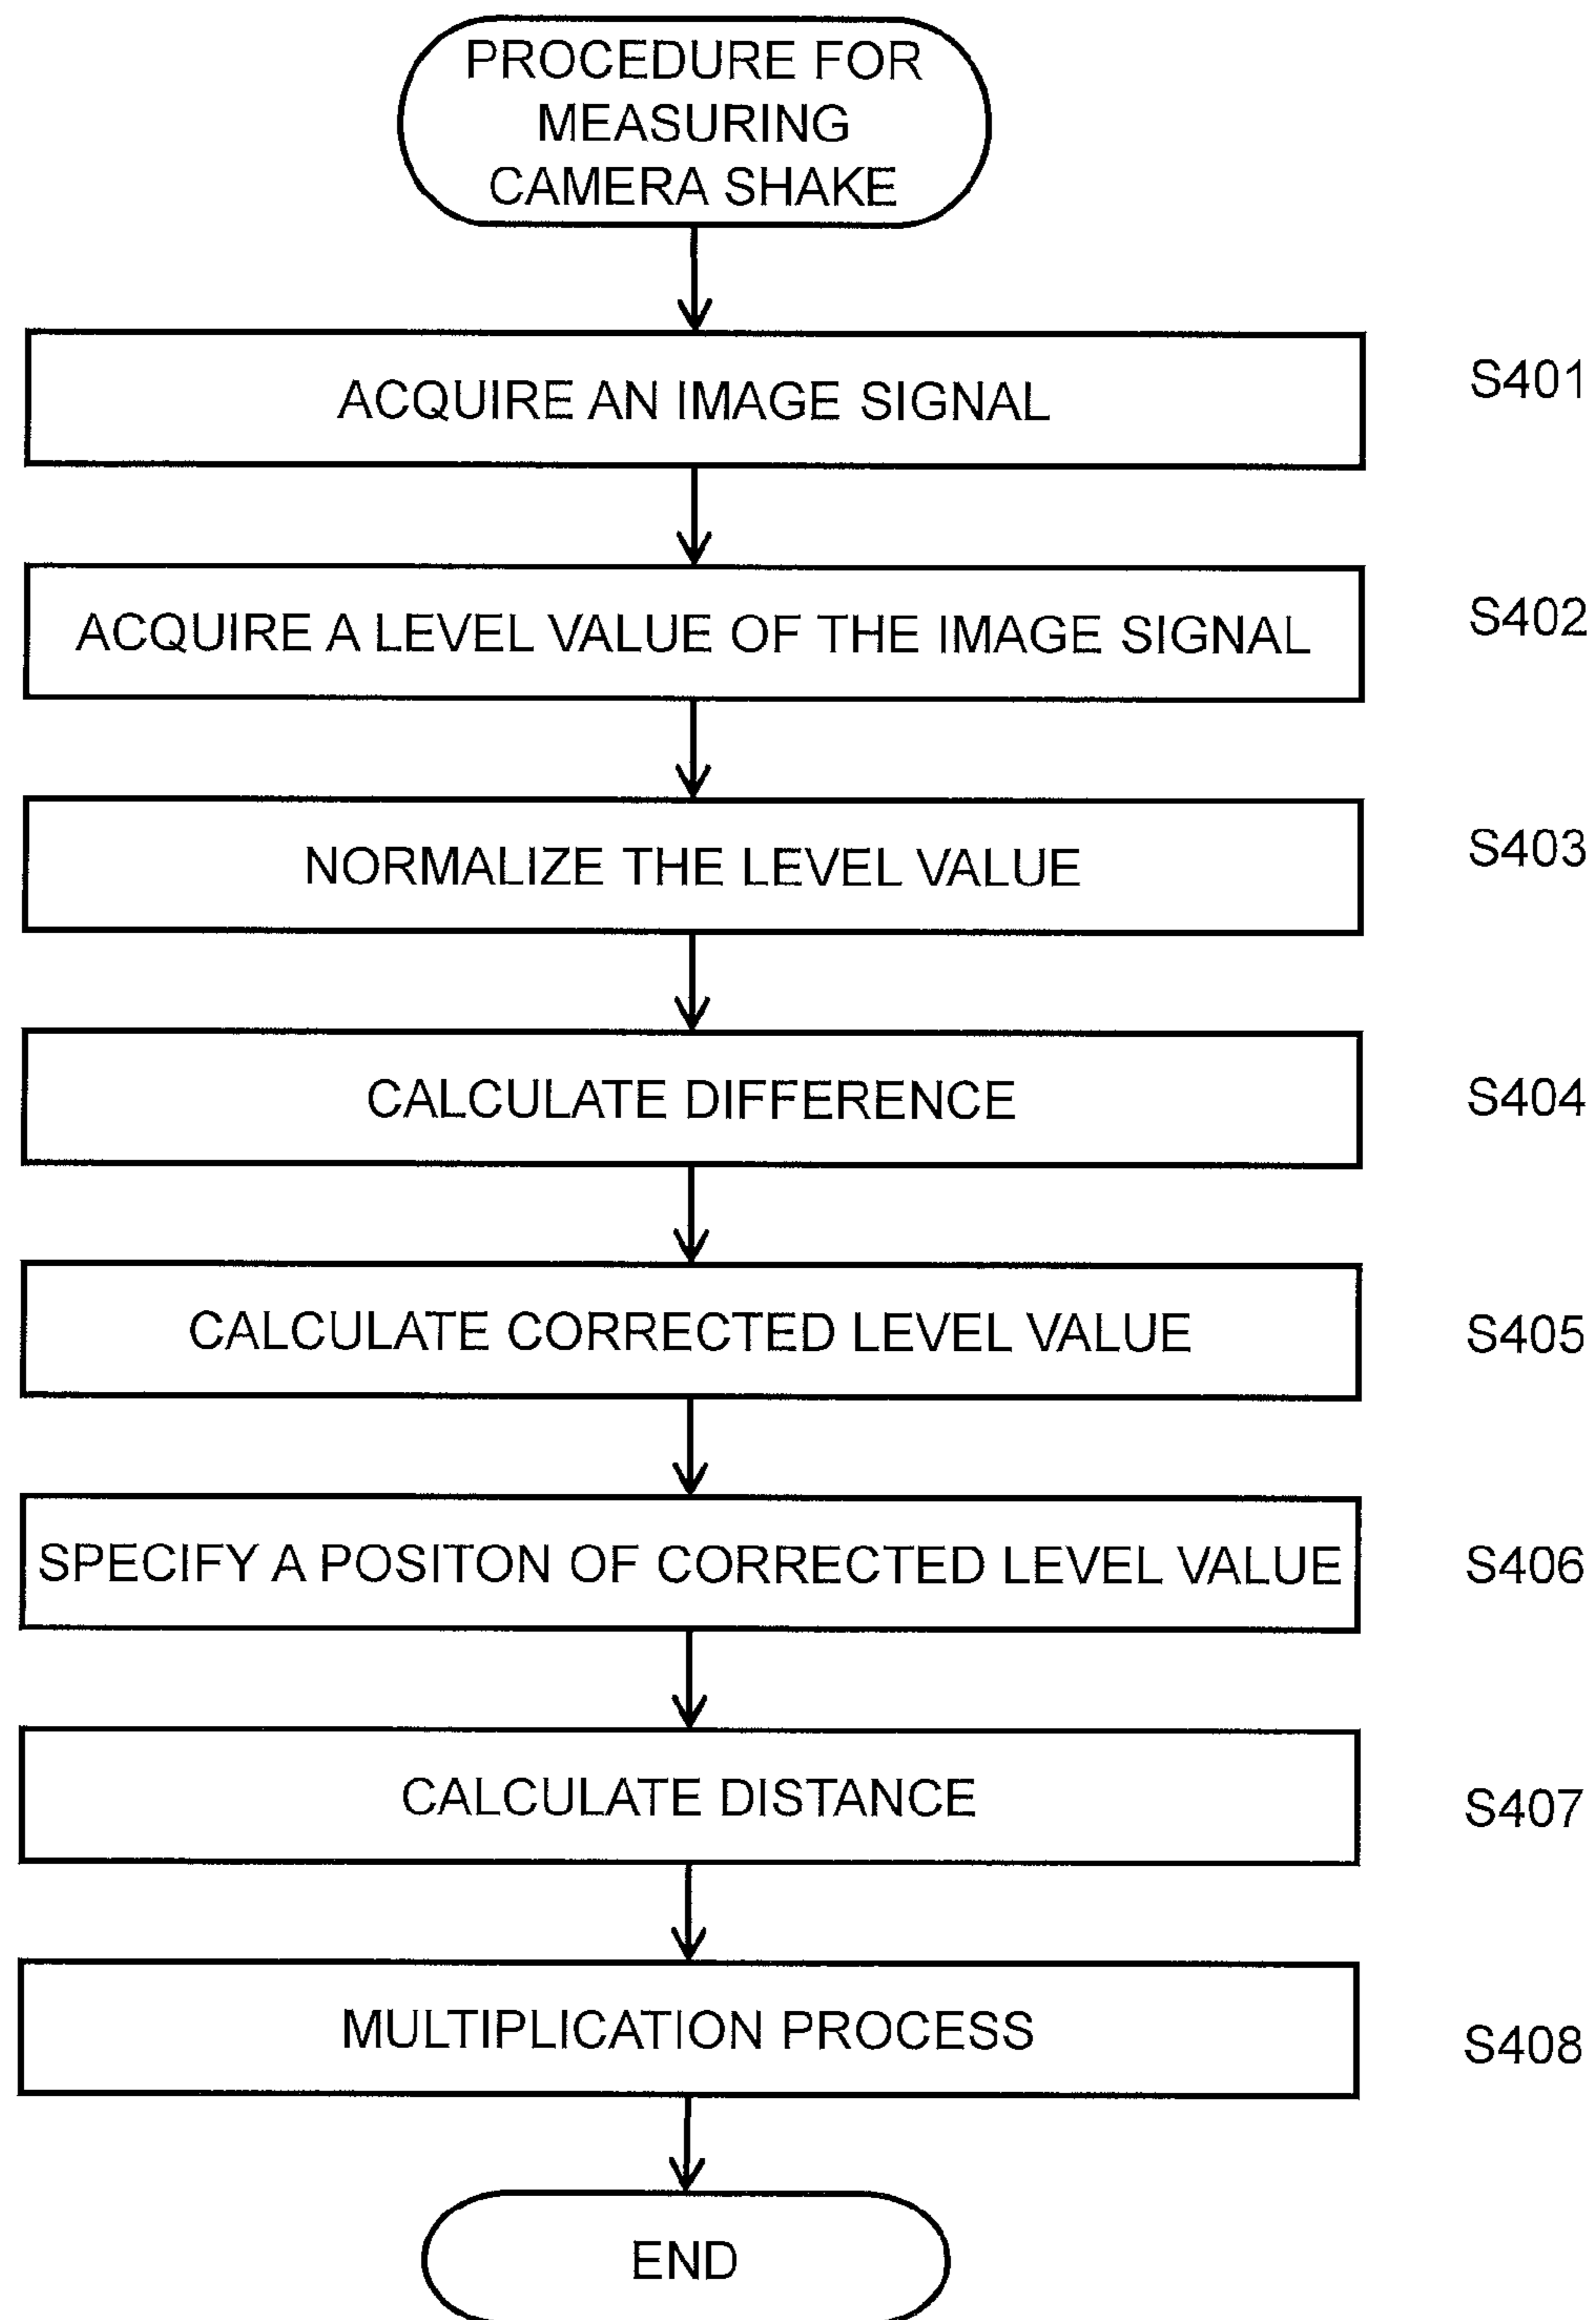 PROCEDURE FOR
MEASURING
CAMERA SHAKE
ACQUIRE AN IMAGE SIGNAL
S401
ACQUIRE A LEVEL VALUE OF THE IMAGE SIGNAL
S402
NORMALIZE THE LEVEL VALUE
S403
CALCULATE DIFFERENCE
S404
CALCULATE CORRECTED LEVEL VALUE
S405
SPECIFY A POSITON OF CORRECTED LEVEL VALUE
S406
CALCULATE DISTANCE
S407
MULTIPLICATION PROCESS
S408
END